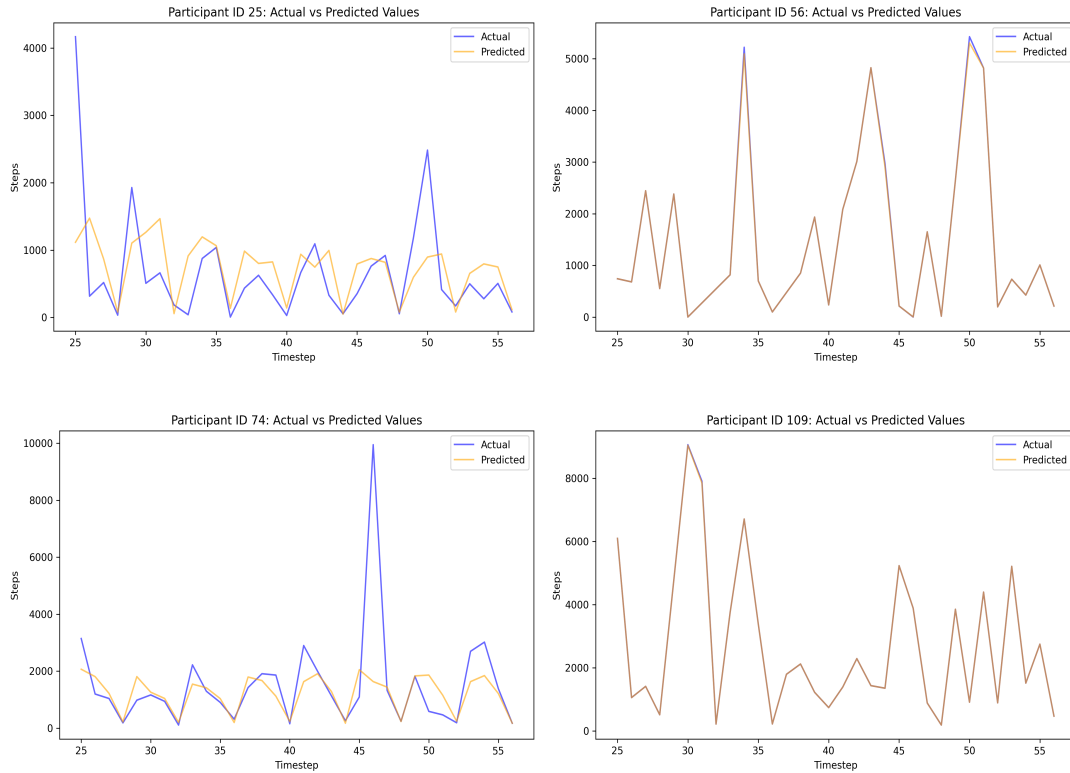 Participant ID 25: Actual vs Predicted Values
Actual
Predicted
Steps
4000
3000
2000
1000
0
25 30 35 40 45 50 55
Timestep
Participant ID 56: Actual vs Predicted Values
Actual
Predicted
Steps
5000
4000
3000
2000
1000
0
25 30 35 40 45 50 55
Timestep
Participant ID 74: Actual vs Predicted Values
Actual
Predicted
Steps
10000
8000
6000
4000
2000
0
25 30 35 40 45 50 55
Timestep
Participant ID 109: Actual vs Predicted Values
Actual
Predicted
Steps
8000
6000
4000
2000
0
25 30 35 40 45 50 55
Timestep